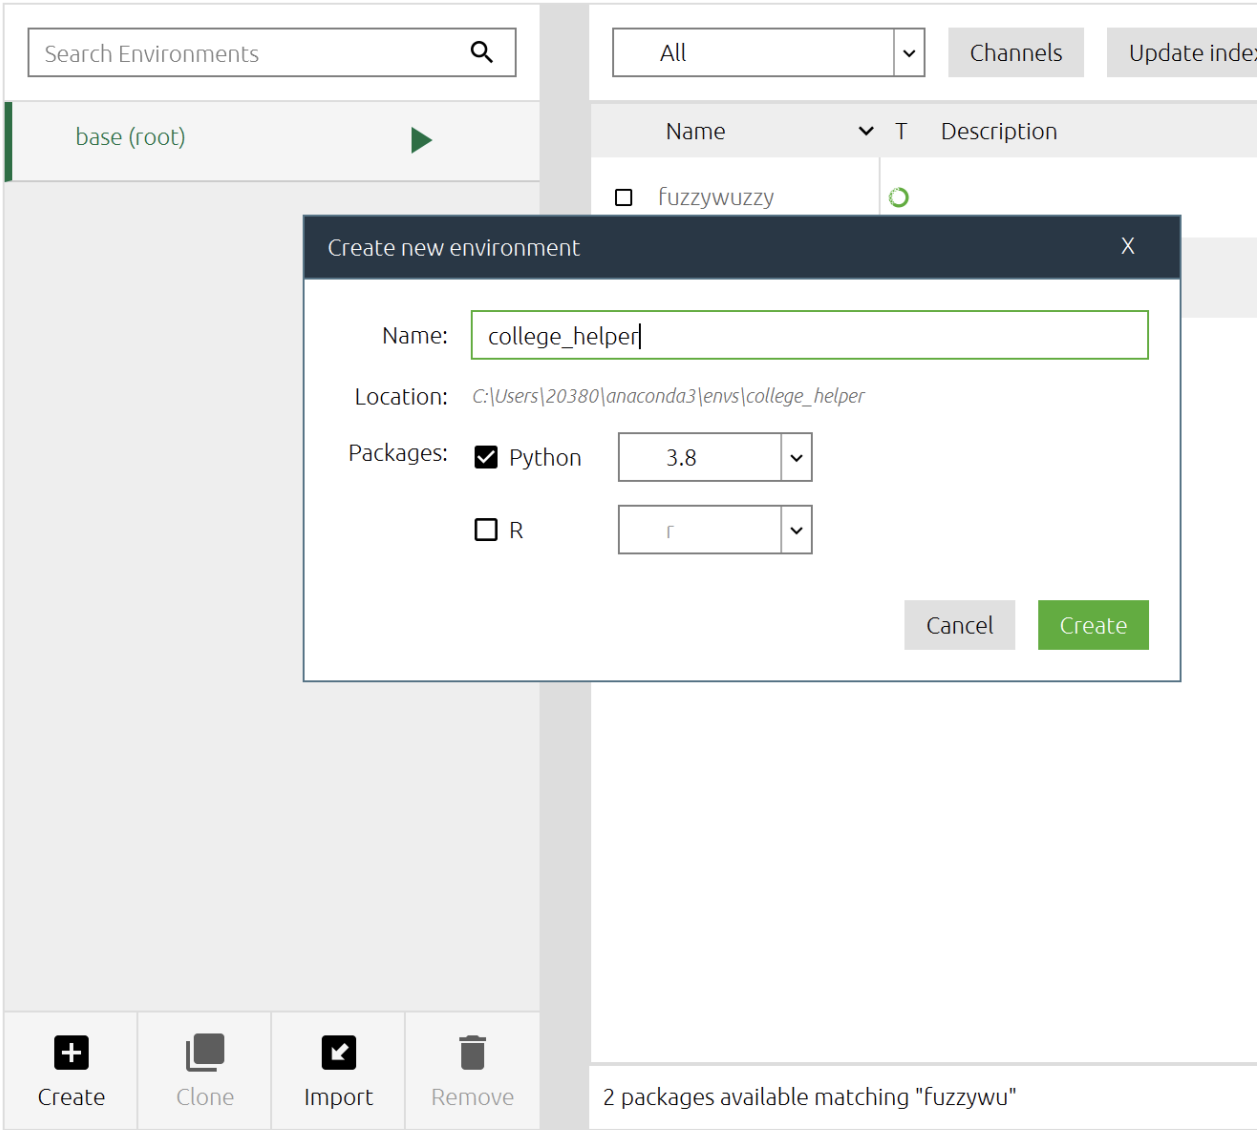 Search Environments
All
Channels
Update index
base (root)
Name
T
Description
fuzzywuzzy
Create new environment
X
Name:
college_helper
Location:
C:\Users\20380\anaconda3\envs\college_helper
Packages:
Python
3.8
R
r
Cancel
Create
Create
Clone
Import
Remove
2 packages available matching "fuzzywu"